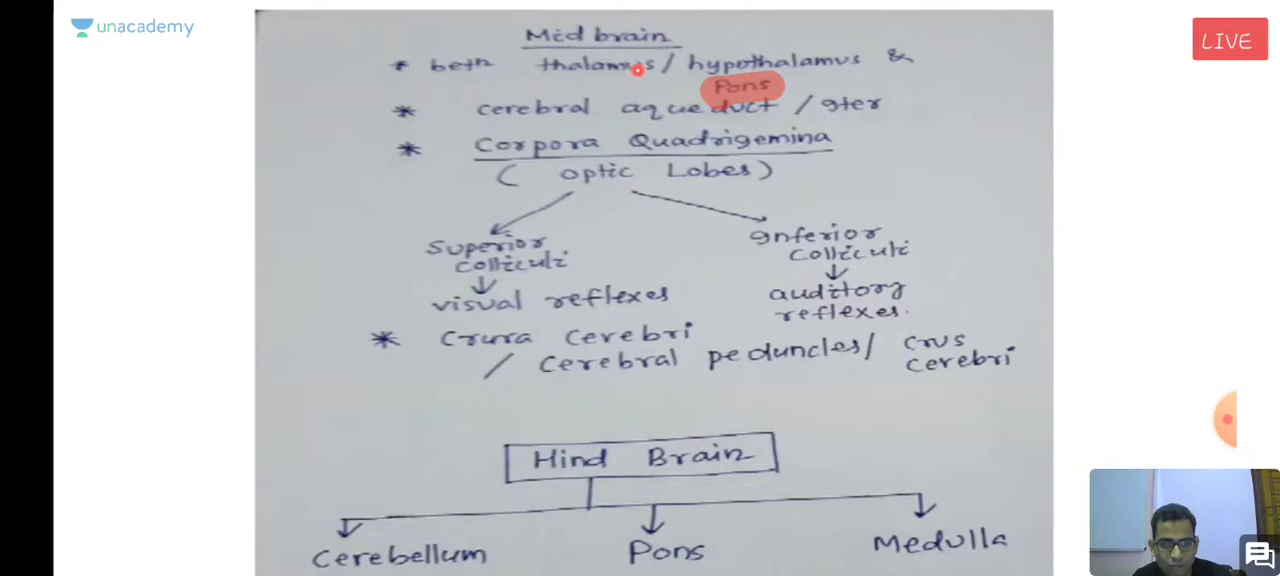 unacademy
LIVE
Mid brain
* beth thalamus / hypothalamus &
Pons
* cerebral aqueduct / iter
* Corpora Quadrigemina
( optic Lobes )
Superior colliculi
Inferior colliculi
visual reflexes
auditory reflexes.
* Crura Cerebri
/ Cerebral peduncles / Crus Cerebri
Hind Brain
Cerebellum Pons Medulla